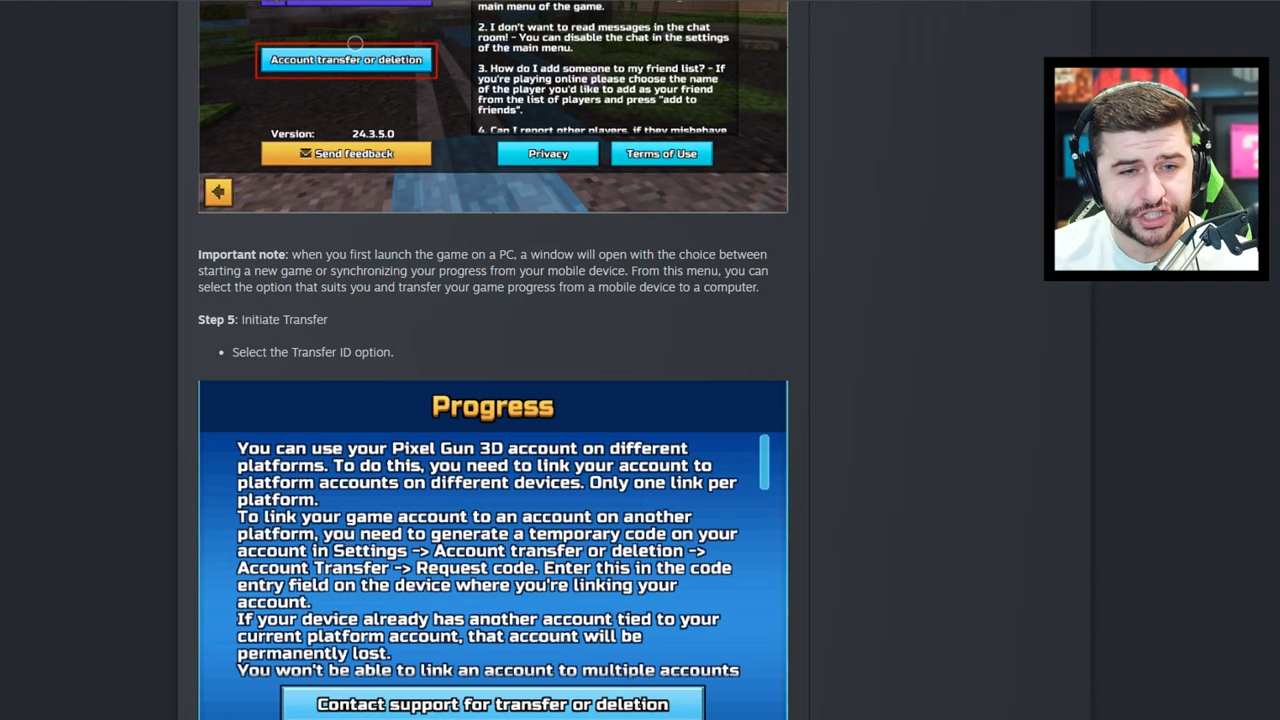 main menu of the game.
2. I don't want to read messages in the chat
room! - You can disable the chat in the settings
of the main menu.
Account transfer or deletion
3. How do I add someone to my friend list? - If
you're playing online please choose the name
of the player you'd like to add as your friend
from the list of players and press "add to
friends".
4. Can I report other players, if they misbehave
Version: 24.3.5.0
Send feedback
Privacy
Terms of Use
Important note: when you first launch the game on a PC, a window will open with the choice between
starting a new game or synchronizing your progress from your mobile device. From this menu, you can
select the option that suits you and transfer your game progress from a mobile device to a computer.
Step 5: Initiate Transfer
• Select the Transfer ID option.
Progress
You can use your Pixel Gun 3D account on different
platforms. To do this, you need to link your account to
platform accounts on different devices. Only one link per
platform.
To link your game account to an account on another
platform, you need to generate a temporary code on your
account in Settings -> Account transfer or deletion ->
Account Transfer -> Request code. Enter this in the code
entry field on the device where you're linking your
account.
If your device already has another account tied to your
current platform account, that account will be
permanently lost.
You won't be able to link an account to multiple accounts
Contact support for transfer or deletion